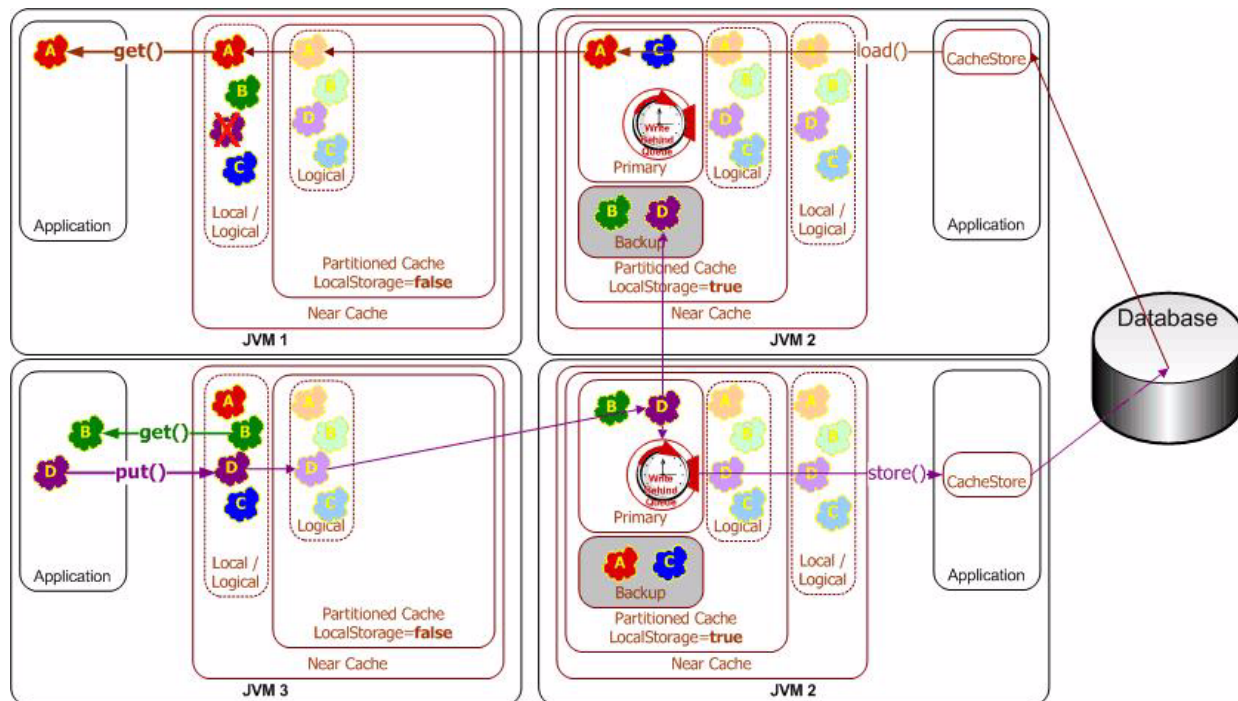 A
get()
A
B
D
X
C
Local /
Logical
A
B
D
C
Logical
Application
Partitioned Cache
LocalStorage=false
Near Cache
JVM 1
A
C
Write
Behind
Queue
Primary
B
D
Backup
A
B
D
C
Logical
Partitioned Cache
LocalStorage=true
Near Cache
A
B
D
C
Local /
Logical
load()
CacheStore
Application
JVM 2
Database
B
get()
D
put()
Application
A
B
D
C
Local /
Logical
A
B
D
C
Logical
Partitioned Cache
LocalStorage=false
Near Cache
JVM 3
B
D
Write
Behind
Queue
Primary
A
C
Backup
A
B
D
C
Logical
Partitioned Cache
LocalStorage=true
Near Cache
A
B
D
C
Local /
Logical
store()
CacheStore
Application
JVM 2